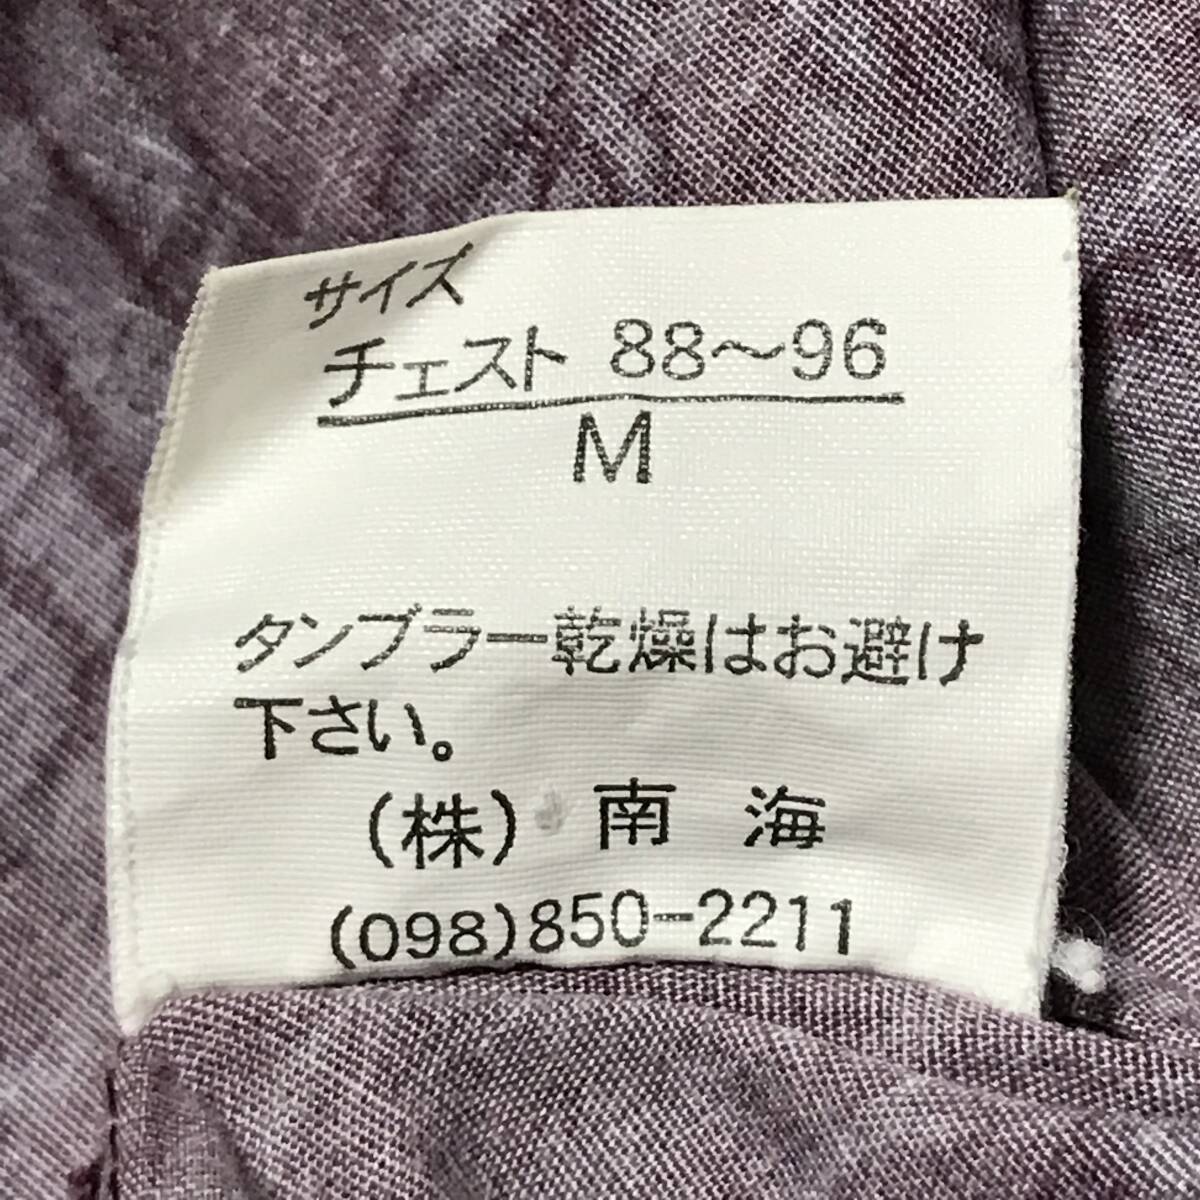 サイズ
チェスト 88〜96
M
タンブラー乾燥はお避け
下さい。
(株) 南 海
(098)850-2211